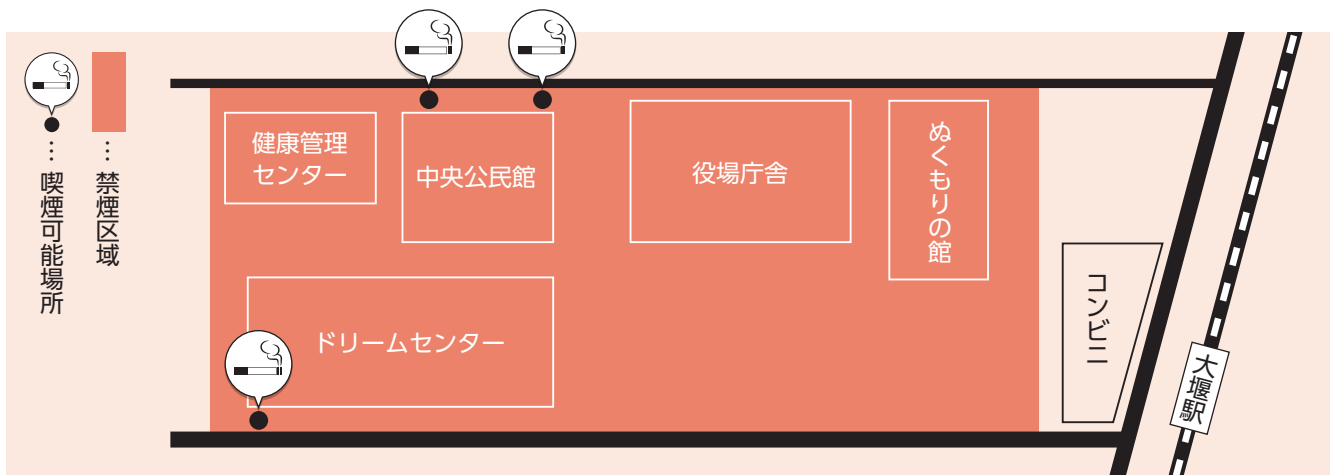 …禁煙区域
…喫煙可能場所
健康管理
センター
中央公民館
役場庁舎
ぬくもりの館
ドリームセンター
コンビニ
大堰駅